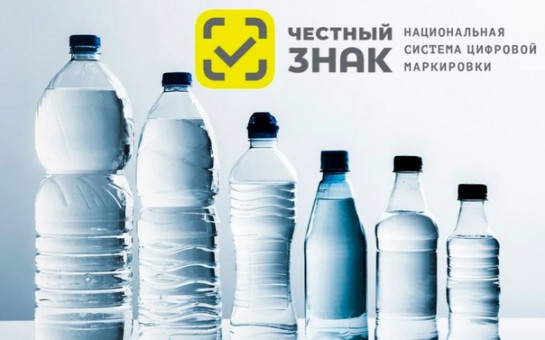 ЧЕСТНЫЙ
ЗНАК
НАЦИОНАЛЬНАЯ
СИСТЕМА ЦИФРОВОЙ
МАРКИРОВКИ